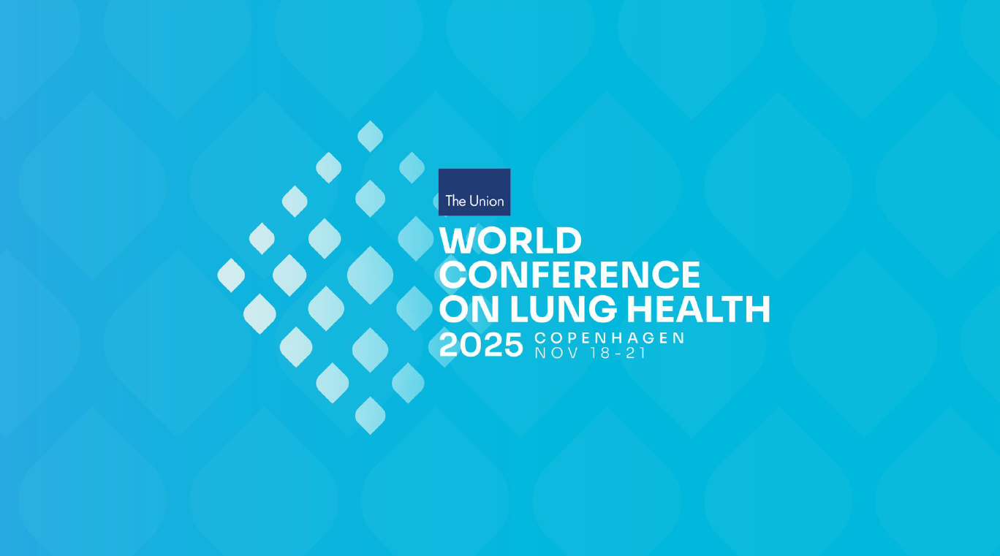 The Union
WORLD
CONFERENCE
ON LUNG HEALTH
2025 COPENHAGEN
NOV 18-21